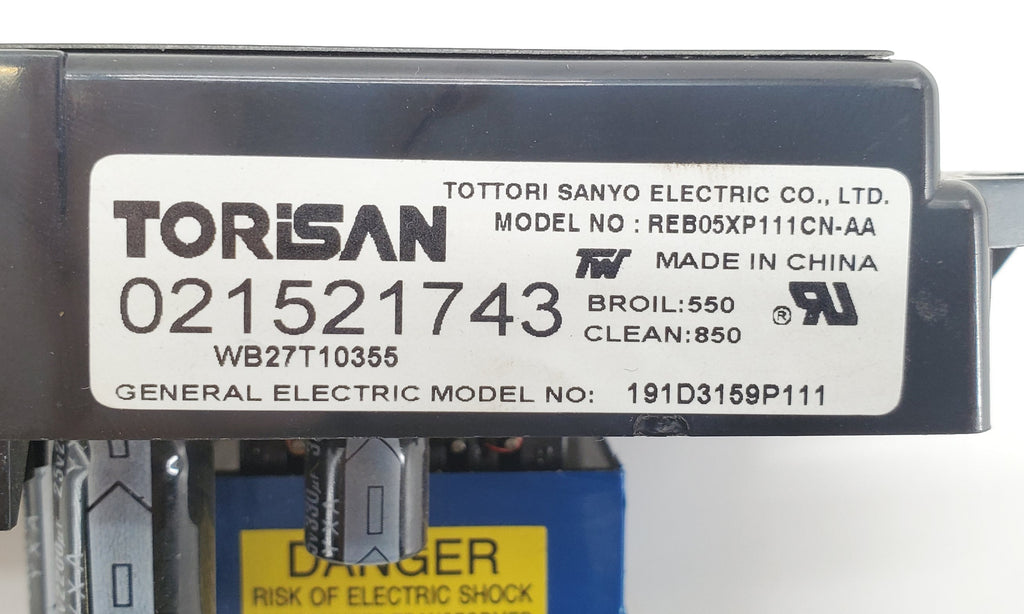 TOTTORI SANYO ELECTRIC CO., LTD.
TORiSAN
MODEL NO : REB05XP111CN-AA
MADE IN CHINA
021521743
BROIL:550
®
CLEAN:850
WB27T10355
GENERAL ELECTRIC MODEL NO: 191D3159P111
DANGER
RISK OF ELECTRIC SHOCK